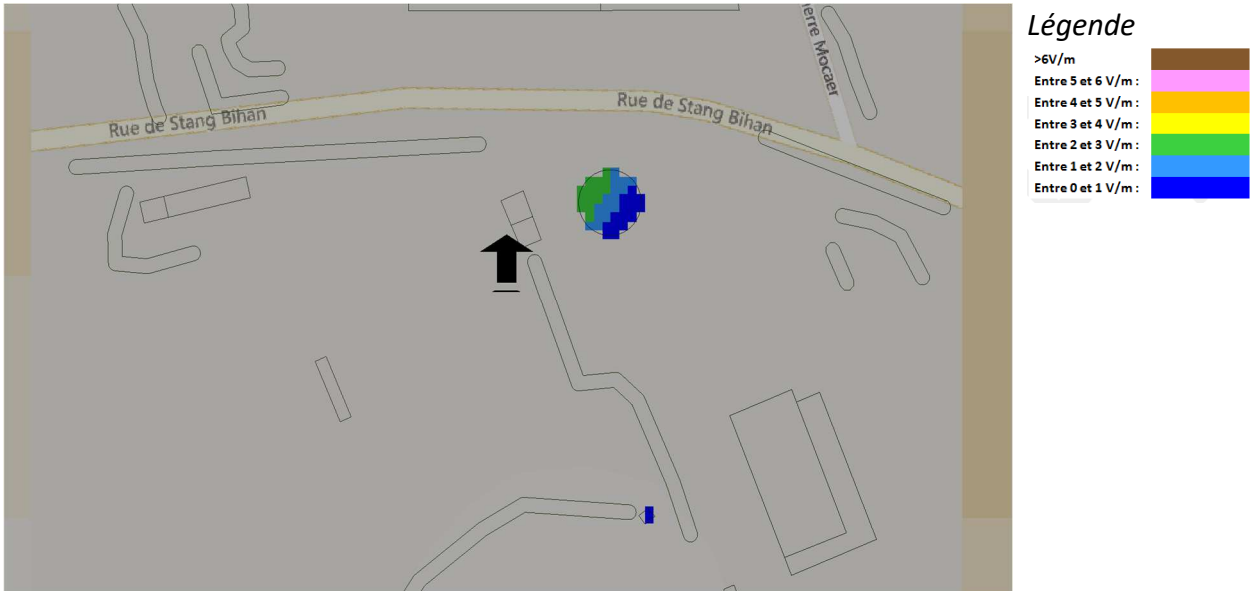 Légende
>6V/m
Entre 5 et 6 V/m :
Entre 4 et 5 V/m :
Entre 3 et 4 V/m :
Entre 2 et 3 V/m :
Entre 1 et 2 V/m :
Entre 0 et 1 V/m :
Rue de Stang Bihan
Rue de Stang Bihan
Mocaer